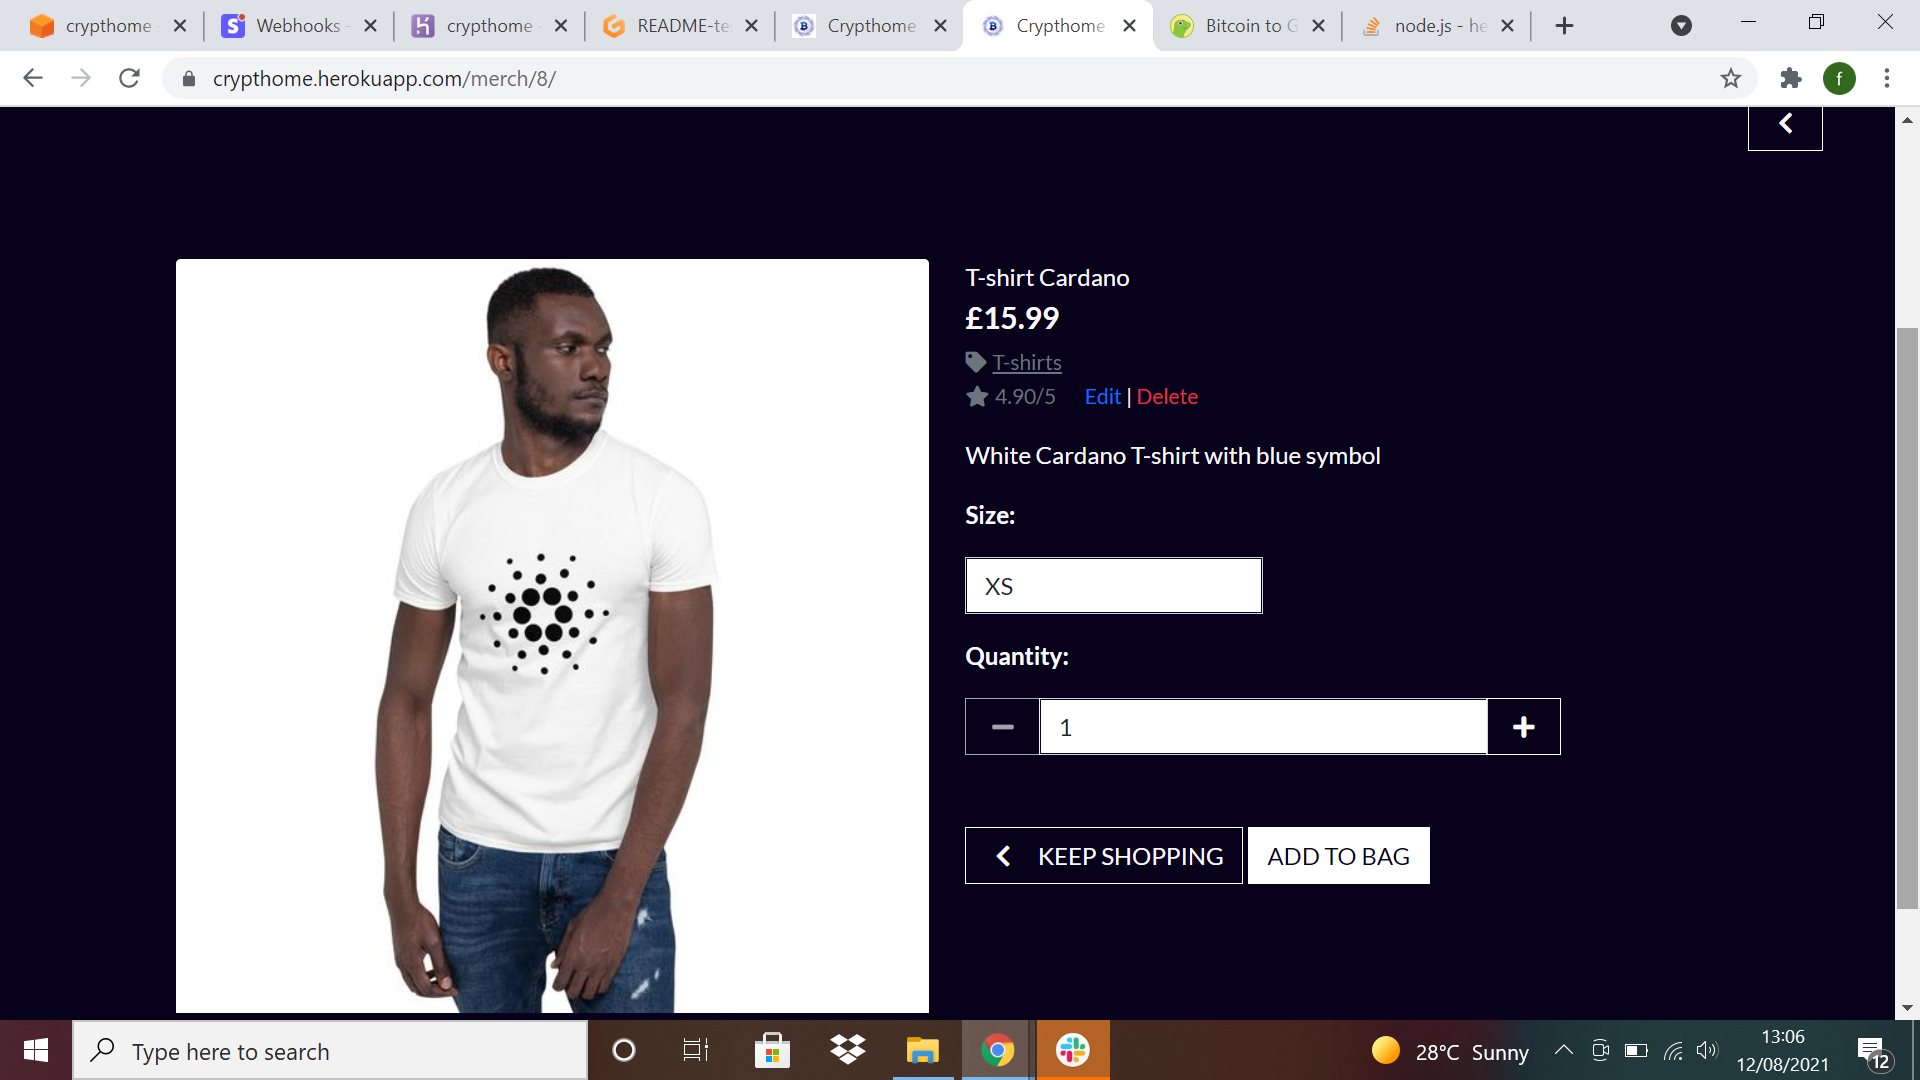 crypthome
Webhooks -
crypthome
README-te
Crypthome
Crypthome
Bitcoin to G
node.js - he
crypthome.herokuapp.com/merch/8/
f
T-shirt Cardano
£15.99
T-shirts
4.90/5 Edit | Delete
White Cardano T-shirt with blue symbol
Size:
XS
Quantity:
1
KEEP SHOPPING
ADD TO BAG
Type here to search
28°C Sunny
13:06
12/08/2021
12